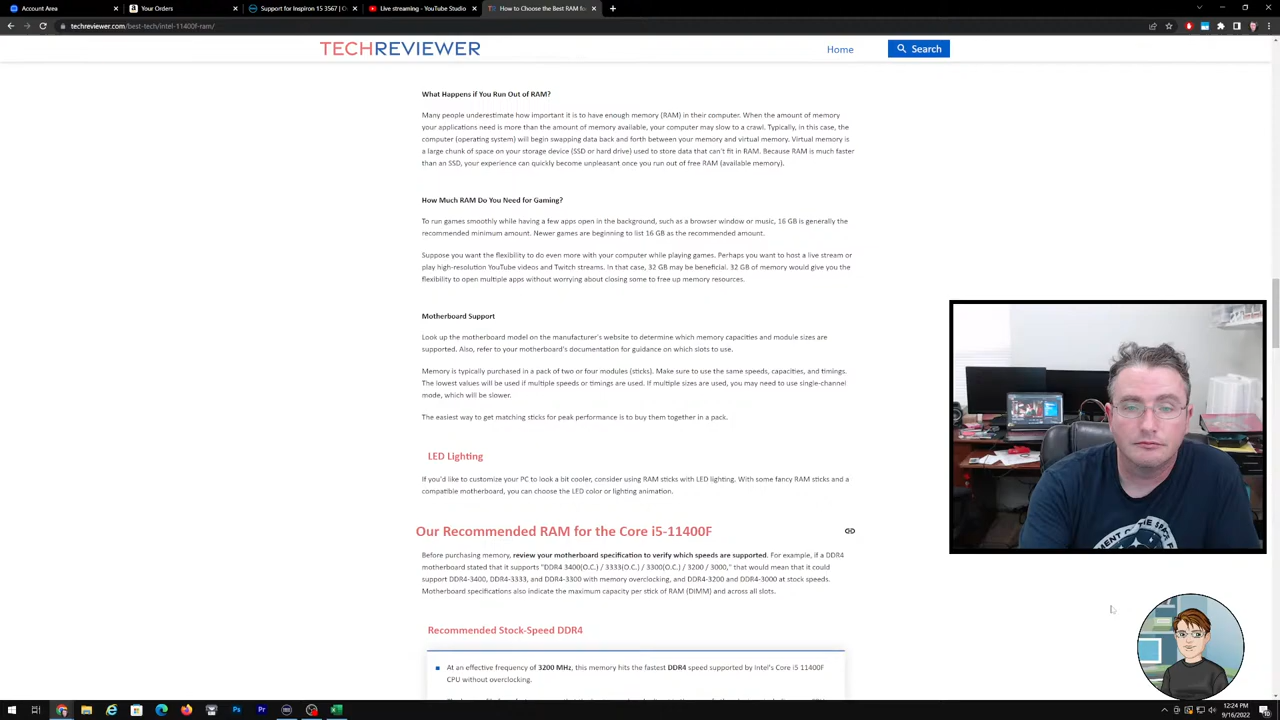 Account Area
Your Orders
Support for Inspiron 15 3567 | O
Live streaming - YouTube Studio
How to Choose the Best RAM for
techreviewer.com/best-tech/intel-11400f-ram/
TECHREVIEWER
Home
Search
What Happens if You Run Out of RAM?
Many people underestimate how important it is to have enough memory (RAM) in their computer. When the amount of memory
your applications need is more than the amount of memory available, your computer may slow to a crawl. Typically, in this case, the
computer (operating system) will begin swapping data back and forth between your memory and virtual memory. Virtual memory is
a large chunk of space on your storage device (SSD or hard drive) used to store data that can't fit in RAM. Because RAM is much faster
than an SSD, your experience can quickly become unpleasant once you run out of free RAM (available memory).
How Much RAM Do You Need for Gaming?
To run games smoothly while having a few apps open in the background, such as a browser window or music, 16 GB is generally the
recommended minimum amount. Newer games are beginning to list 16 GB as the recommended amount.
Suppose you want the flexibility to do even more with your computer while playing games. Perhaps you want to host a live stream or
play high-resolution YouTube videos and Twitch streams. In that case, 32 GB may be beneficial. 32 GB of memory would give you the
flexibility to open multiple apps without worrying about closing some to free up memory resources.
Motherboard Support
Look up the motherboard model on the manufacturer's website to determine which memory capacities and module sizes are
supported. Also, refer to your motherboard's documentation for guidance on which slots to use.
Memory is typically purchased in a pack of two or four modules (sticks). Make sure to use the same speeds, capacities, and timings.
The lowest values will be used if multiple speeds or timings are used. If multiple sizes are used, you may need to use single-channel
mode, which will be slower.
The easiest way to get matching sticks for peak performance is to buy them together in a pack.
LED Lighting
If you'd like to customize your PC to look a bit cooler, consider using RAM sticks with LED lighting. With some fancy RAM sticks and a
compatible motherboard, you can choose the LED color or lighting animation.
Our Recommended RAM for the Core i5-11400F
Before purchasing memory, review your motherboard specification to verify which speeds are supported. For example, if a DDR4
motherboard stated that it supports "DDR4 3400(O.C.) / 3333(O.C.) / 3300(O.C.) / 3200 / 3000," that would mean that it could
support DDR4-3400, DDR4-3333, and DDR4-3300 with memory overclocking, and DDR4-3200 and DDR4-3000 at stock speeds.
Motherboard specifications also indicate the maximum capacity per stick of RAM (DIMM) and across all slots.
Recommended Stock-Speed DDR4
At an effective frequency of 3200 MHz, this memory hits the fastest DDR4 speed supported by Intel's Core i5 11400F
CPU without overclocking.
12:24 PM
9/16/2022